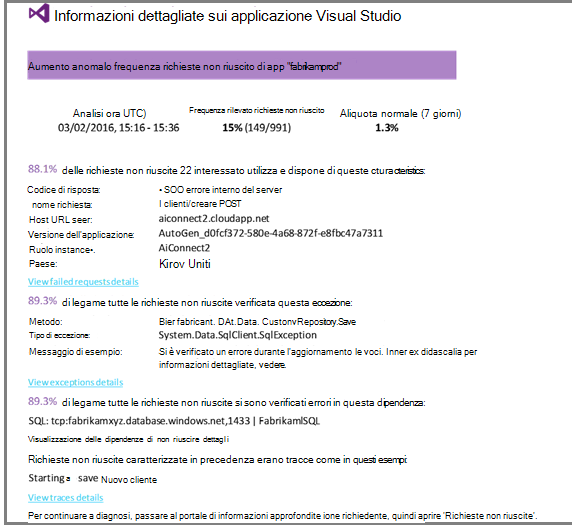 Informazioni dettagliate sui applicazione Visual Studio
Aumento anomalo frequenza richieste non riuscito di app "fabrikamprod"
Analisi ora UTC)
Frequenza rilevato richieste non riuscito
Aliquota normale (7 giorni)
03/02/2016, 15:16 - 15:36
15% (149/991)
1.3%
88.1% delle richieste non riuscite 22 interessato utilizza e dispone di queste cturacteristics:
Codice di risposta: • SOO errore interno del server
nome richiesta: I clienti/creare POST
Host URL seer: aiconnect2.cloudapp.net
Versione dell'applicazione: AutoGen_d0fcf372-580e-4a68-872f-e8fbc47a7311
Ruolo instance•. AiConnect2
Paese: Kirov Uniti
View failed requests details
89.3% di legame tutte le richieste non riuscite verificata questa eccezione:
Metodo: Bier fabricant. DAt.Data. CustonvRepository.Save
Tipo di eccezione: System.Data.SqlClient.SqlException
Messaggio di esempio: Si è verificato un errore durante l'aggiornamento le voci. Inner ex didascalia per
informazioni dettagliate, vedere.
View exceptions details
89.3% di legame tutte le richieste non riuscite si sono verificati errori in questa dipendenza:
SQL: tcp:fabrikamxyz.database.windows.net,1433 | FabrikamlSQL
Visualizzazione delle dipendenze di non riuscire dettagli
Richieste non riuscite caratterizzate in precedenza erano tracce come in questi esempi:
Starting a save Nuovo cliente
View traces details
Per continuare a diagnosi, passare al portale di informazioni approfondite ione richiedente, quindi aprire 'Richieste non riuscite'.